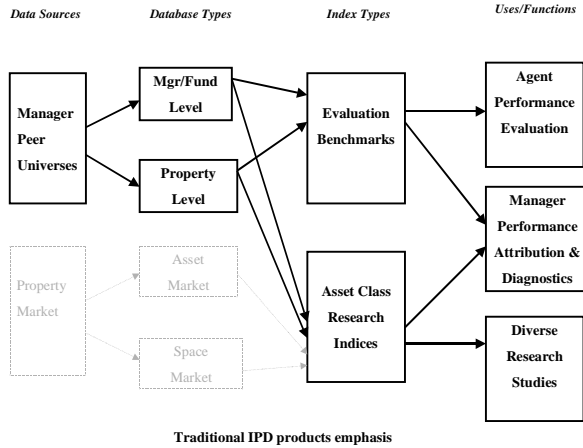 Data Sources
Database Types
Index Types
Uses/Functions
Manager
Peer
Universes
Mgr/Fund
Level
Property
Level
Evaluation
Benchmarks
Agent
Performance
Evaluation
Manager
Performance
Attribution &
Diagnostics
Property
Market
Asset
Market
Space
Market
Asset Class
Research
Indices
Diverse
Research
Studies
Traditional IPD products emphasis